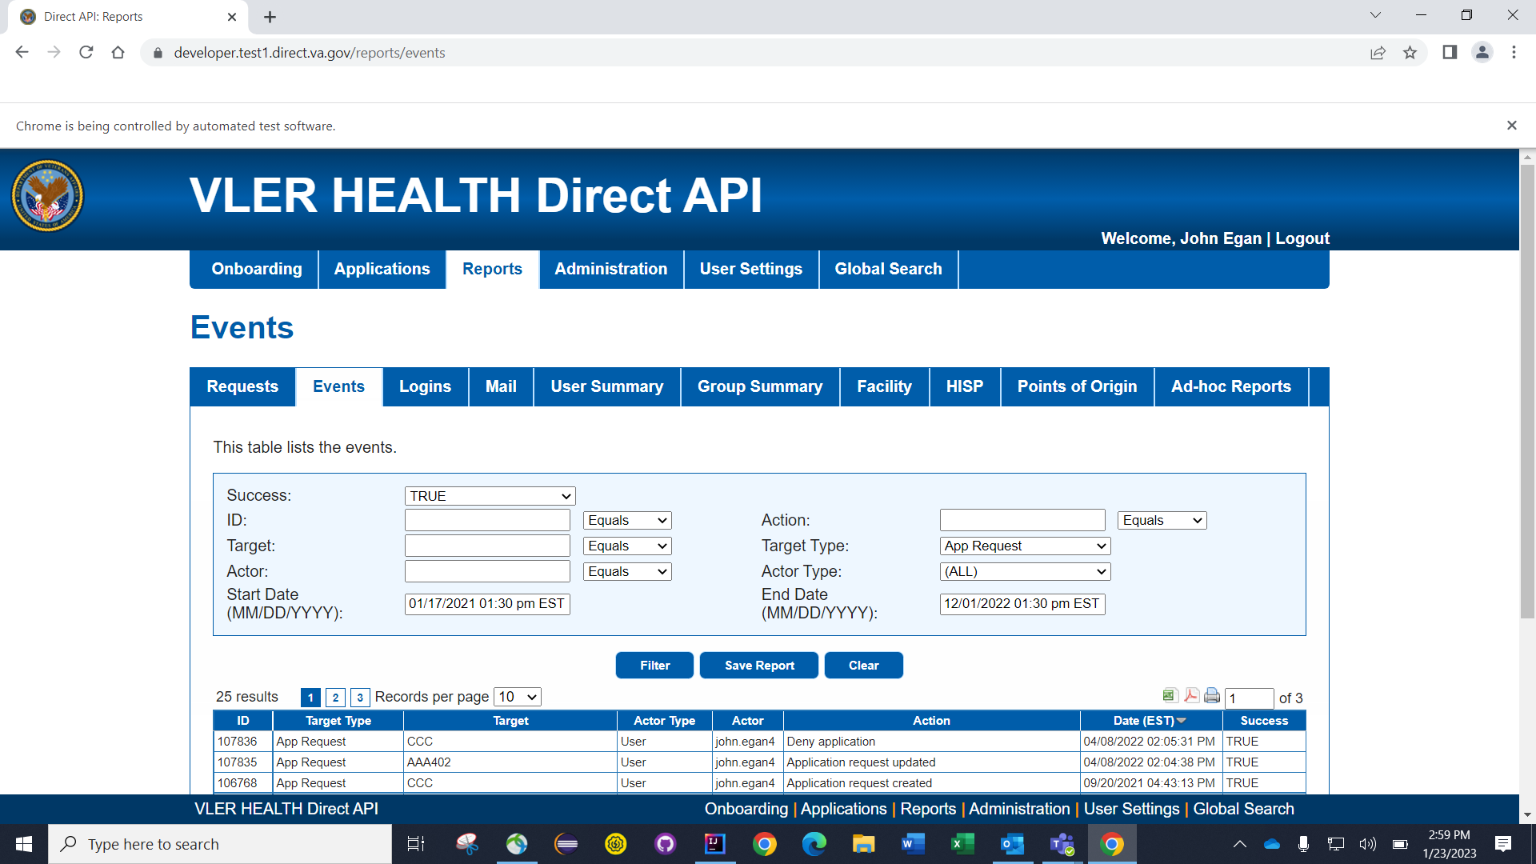 Direct API: Reports
developer.test1.direct.va.gov/reports/events
Chrome is being controlled by automated test software.
VLER HEALTH Direct API
Welcome, John Egan | Logout
Onboarding Applications Reports Administration User Settings Global Search
Events
Requests Events Logins Mail User Summary Group Summary Facility HISP Points of Origin Ad-hoc Reports
This table lists the events.
Success: TRUE
ID: Equals Action: Equals
Target: Equals Target Type: App Request
Actor: Equals Actor Type: (ALL)
Start Date (MM/DD/YYYY): 01/17/2021 01:30 pm EST End Date (MM/DD/YYYY): 12/01/2022 01:30 pm EST
Filter Save Report Clear
25 results 1 2 3 Records per page 10 1 of 3
ID Target Type Target Actor Type Actor Action Date (EST) Success
107836 App Request CCC User john.egan4 Deny application 04/08/2022 02:05:31 PM TRUE
107835 App Request AAA402 User john.egan4 Application request updated 04/08/2022 02:04:38 PM TRUE
106768 App Request CCC User john.egan4 Application request created 09/20/2021 04:43:13 PM TRUE
VLER HEALTH Direct API Onboarding | Applications | Reports | Administration | User Settings | Global Search
Type here to search
2:59 PM
1/23/2023